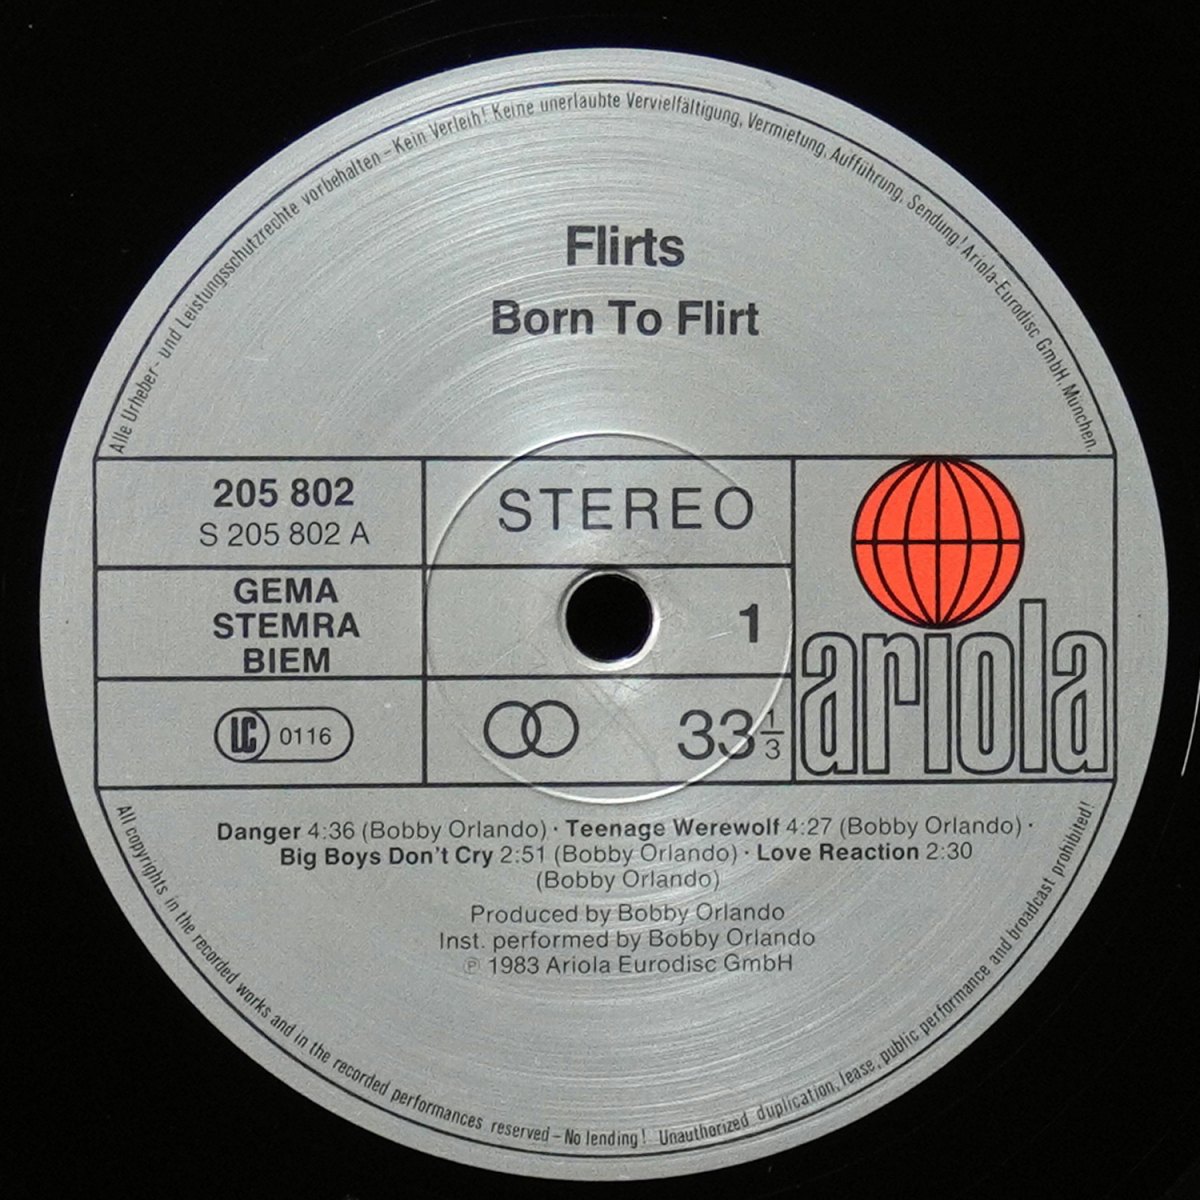 Alle Urheber- und Leistungsschutzrechte vorbehalten – Kein Verleih! Keine unerlaubte Vervielfältigung, Vermietung, Aufführung, Sendung! Ariola-Eurodisc GmbH, München.
Flirts
Born To Flirt
205 802
S 205 802 A
STEREO
GEMA
STEMRA
BIEM
1
LC 0116
33 1/3
ariola
Danger 4:36 (Bobby Orlando) · Teenage Werewolf 4:27 (Bobby Orlando) ·
Big Boys Don't Cry 2:51 (Bobby Orlando) · Love Reaction 2:30
(Bobby Orlando)
Produced by Bobby Orlando
Inst. performed by Bobby Orlando
℗ 1983 Ariola Eurodisc GmbH
All copyrights in the recorded works and in the recorded performances reserved – No lending! Unauthorized duplication, lease, public performance and broadcast prohibited!